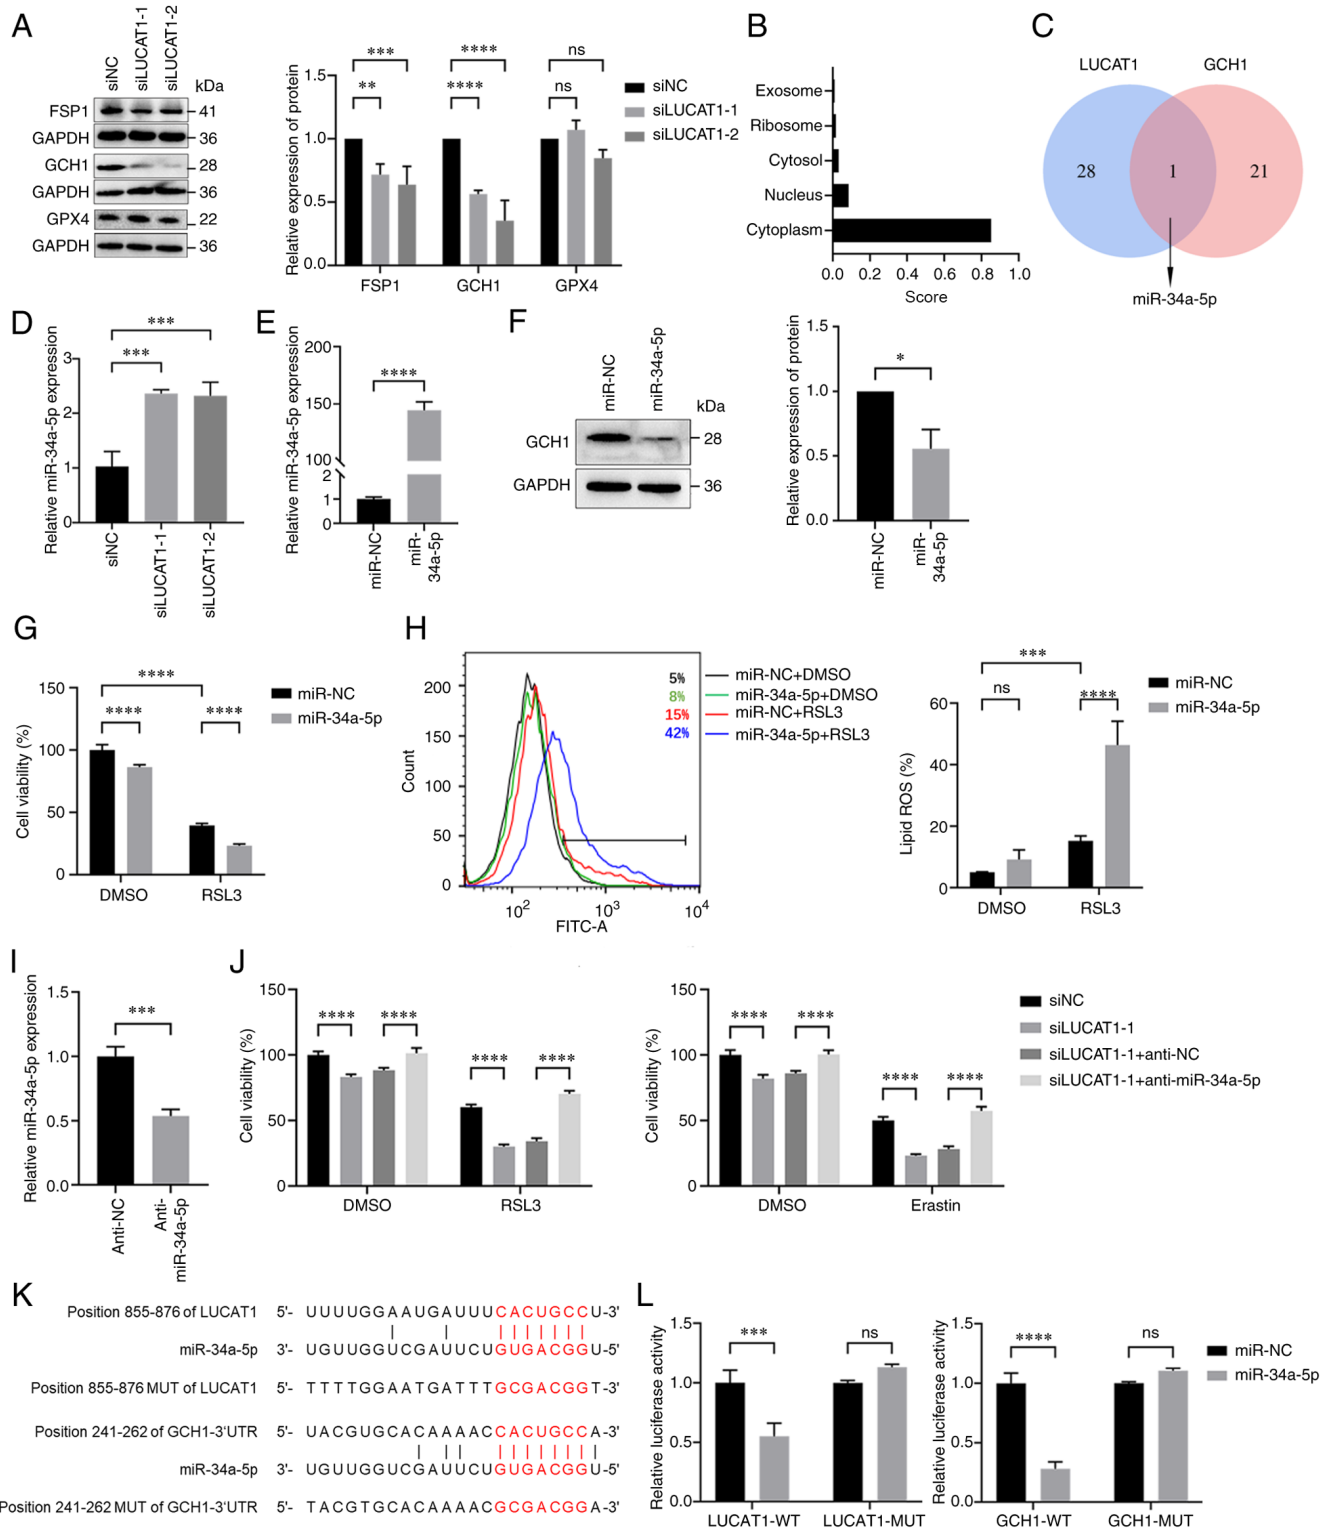 A
siNC
siLUCAT1-1
siLUCAT1-2
kDa
FSP1
41
GAPDH
36
GCH1
28
GAPDH
36
GPX4
22
GAPDH
36
Relative expression of protein
1.5
1.0
0.5
0.0
***
**
****
****
ns
ns
FSP1
GCH1
GPX4
siNC
siLUCAT1-1
siLUCAT1-2
B
Exosome
Ribosome
Cytosol
Nucleus
Cytoplasm
0.0 0.2 0.4 0.6 0.8 1.0
Score
C
LUCAT1
GCH1
28
1
21
miR-34a-5p
D
Relative miR-34a-5p expression
3
2
1
0
***
***
siNC
siLUCAT1-1
siLUCAT1-2
E
Relative miR-34a-5p expression
200
150
100
2
1
0
****
miR-NC
miR-
34a-5p
F
miR-NC
miR-34a-5p
kDa
GCH1
28
GAPDH
36
Relative expression of protein
1.5
1.0
0.5
0.0
*
miR-NC
miR-
34a-5p
G
Cell viability (%)
150
100
50
0
****
****
****
DMSO
RSL3
miR-NC
miR-34a-5p
H
Count
200
150
100
50
0
10²
10³
10⁴
FITC-A
5% miR-NC+DMSO
8% miR-34a-5p+DMSO
15% miR-NC+RSL3
42% miR-34a-5p+RSL3
Lipid ROS (%)
60
40
20
0
***
ns
****
DMSO
RSL3
miR-NC
miR-34a-5p
I
Relative miR-34a-5p expression
1.5
1.0
0.5
0.0
***
Anti-NC
Anti-
miR-34a-5p
J
Cell viability (%)
150
100
50
0
****
****
****
****
DMSO
RSL3
Cell viability (%)
150
100
50
0
****
****
****
****
DMSO
Erastin
siNC
siLUCAT1-1
siLUCAT1-1+anti-NC
siLUCAT1-1+anti-miR-34a-5p
K
Position 855-876 of LUCAT1 5'- UUUUGGAAUGAUUUCACUGCCU-3'
miR-34a-5p 3'- UGUUGGUCGAUUCUGUGACGGU-5'
Position 855-876 MUT of LUCAT1 5'- TTTTGGAATGATTTGCGACGGT-3'
Position 241-262 of GCH1-3'UTR 5'- UACGUGCACAAAACCACUGCCA-3'
miR-34a-5p 3'- UGUUGGUCGAUUCUGUGACGGU-5'
Position 241-262 MUT of GCH1-3'UTR 5'- TACGTGCACAAAACGCGACGGA-3'
L
Relative luciferase activity
1.5
1.0
0.5
0.0
***
ns
LUCAT1-WT
LUCAT1-MUT
Relative luciferase activity
1.5
1.0
0.5
0.0
****
ns
GCH1-WT
GCH1-MUT
miR-NC
miR-34a-5p